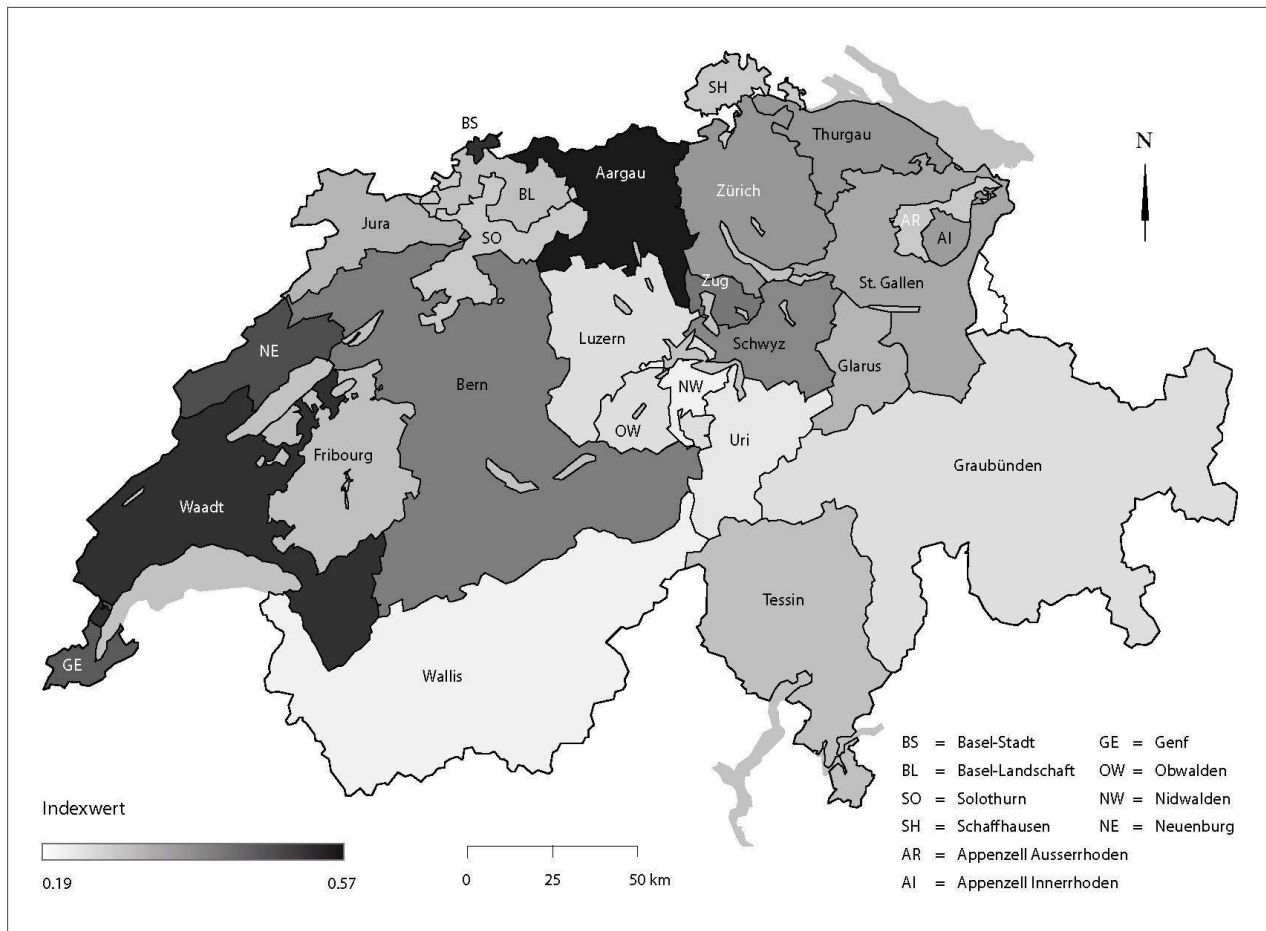 SH
N
BS
Thurgau
Aargau
Zürich
BL
Jura
AR
SO
AI
Zug
St. Gallen
Luzern
Schwyz
NE
Glarus
Bern
NW
OW
Uri
Fribourg
Graubünden
Waadt
Tessin
GE
Wallis
BS = Basel-Stadt
BL = Basel-Landschaft
SO = Solothurn
SH = Schaffhausen
AR = Appenzell Ausserrhoden
AI = Appenzell Innerrhoden
GE = Genf
OW = Obwalden
NW = Nidwalden
NE = Neuenburg
Indexwert
0.19 0.57
0 25 50 km